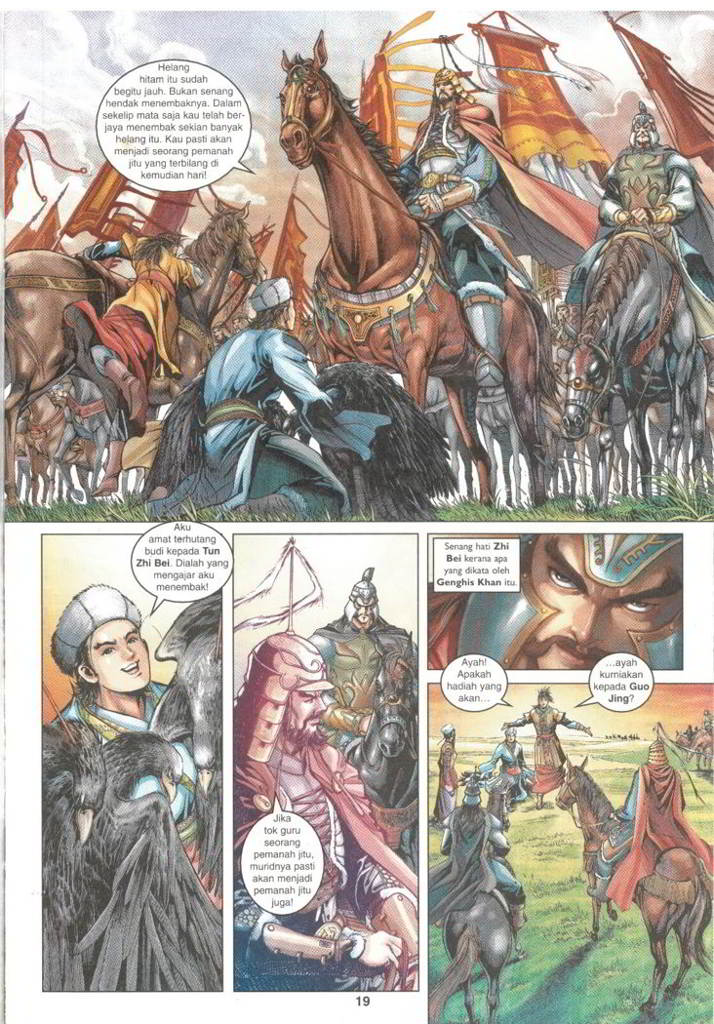 Helang
hitam itu sudah
begitu jauh. Bukan senang
hendak menembaknya. Dalam
sekelip mata saja kau telah ber-
jaya menembak sekian banyak
helang itu. Kau pasti akan
menjadi seorang pemanah
jitu yang terbilang di
kemudian hari!
Aku
amat terhutang
budi kepada Tun
Zhi Bei. Dialah yang
mengajar aku
menembak!
Jika
tok guru
seorang
pemanah jitu,
muridnya pasti
akan menjadi
pemanah jitu
juga!
Senang hati Zhi
Bei kerana apa
yang dikata oleh
Genghis Khan itu.
Ayah!
Apakah
hadiah yang
akan...
...ayah
kurniakan
kepada Guo
Jing?
19